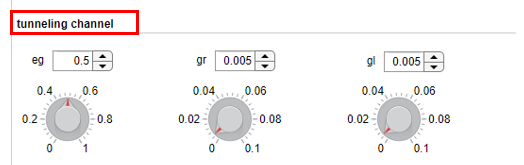 tunneling channel
eg 0.5 gr 0.005 gl 0.005
0.4 0.6 0.04 0.06 0.04 0.06
0.2 0.8 0.02 0.08 0.02 0.08
0 1 0 0.1 0 0.1